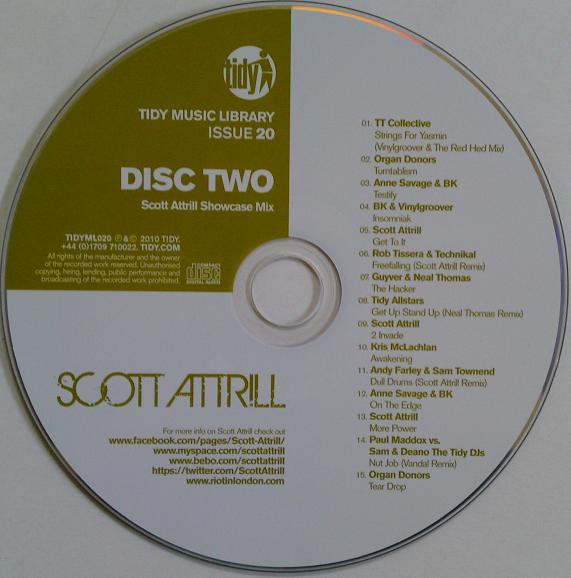 tidy
TIDY MUSIC LIBRARY
ISSUE 20
DISC TWO
Scott Attrill Showcase Mix
TIDYML020 ℗ & © 2010 TIDY.
+44 (0)1709 710022. TIDY.COM
All rights of the manufacturer and the owner
of the recorded work reserved. Unauthorised
copying, hiring, lending, public performance and
broadcasting of the recorded work prohibited.
COMPACT
disc
DIGITAL AUDIO
SCOTT ATTRILL
For more info on Scott Attrill check out
www.facebook.com/pages/Scott-Attrill/
www.myspace.com/scottattrill
www.bebo.com/scottattrill
https://twitter.com/ScottAttrill
www.riotinlondon.com
01. TT Collective
Strings For Yasmin
(Vinylgroover & The Red Hed Mix)
02. Organ Donors
Turntablism
03. Anne Savage & BK
Testify
04. BK & Vinylgroover
Insomniak
05. Scott Attrill
Get To It
06. Rob Tissera & Technikal
Freefalling (Scott Attrill Remix)
07. Guyver & Neal Thomas
The Hacker
08. Tidy Allstars
Get Up Stand Up (Neal Thomas Remix)
09. Scott Attrill
2 Invade
10. Kris McLachlan
Awakening
11. Andy Farley & Sam Townend
Dull Drums (Scott Attrill Remix)
12. Anne Savage & BK
On The Edge
13. Scott Attrill
More Power
14. Paul Maddox vs.
Sam & Deano The Tidy DJs
Nut Job (Vandal Remix)
15. Organ Donors
Tear Drop